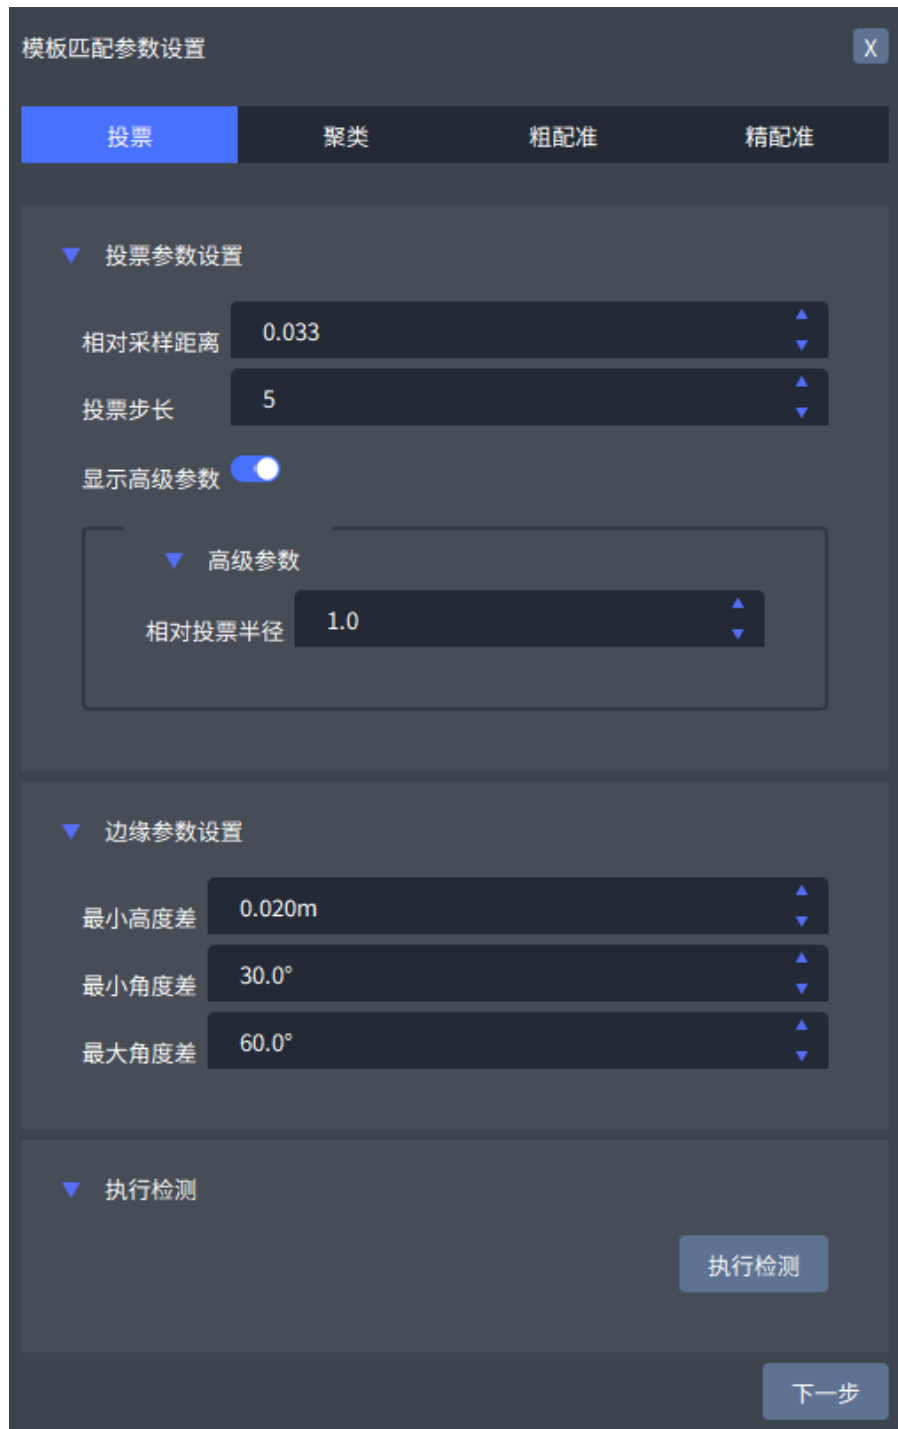 模板匹配参数设置 X
投票 聚类 粗配准 精配准
投票参数设置
相对采样距离 0.033
投票步长 5
显示高级参数
高级参数
相对投票半径 1.0
边缘参数设置
最小高度差 0.020m
最小角度差 30.0°
最大角度差 60.0°
执行检测
执行检测
下一步